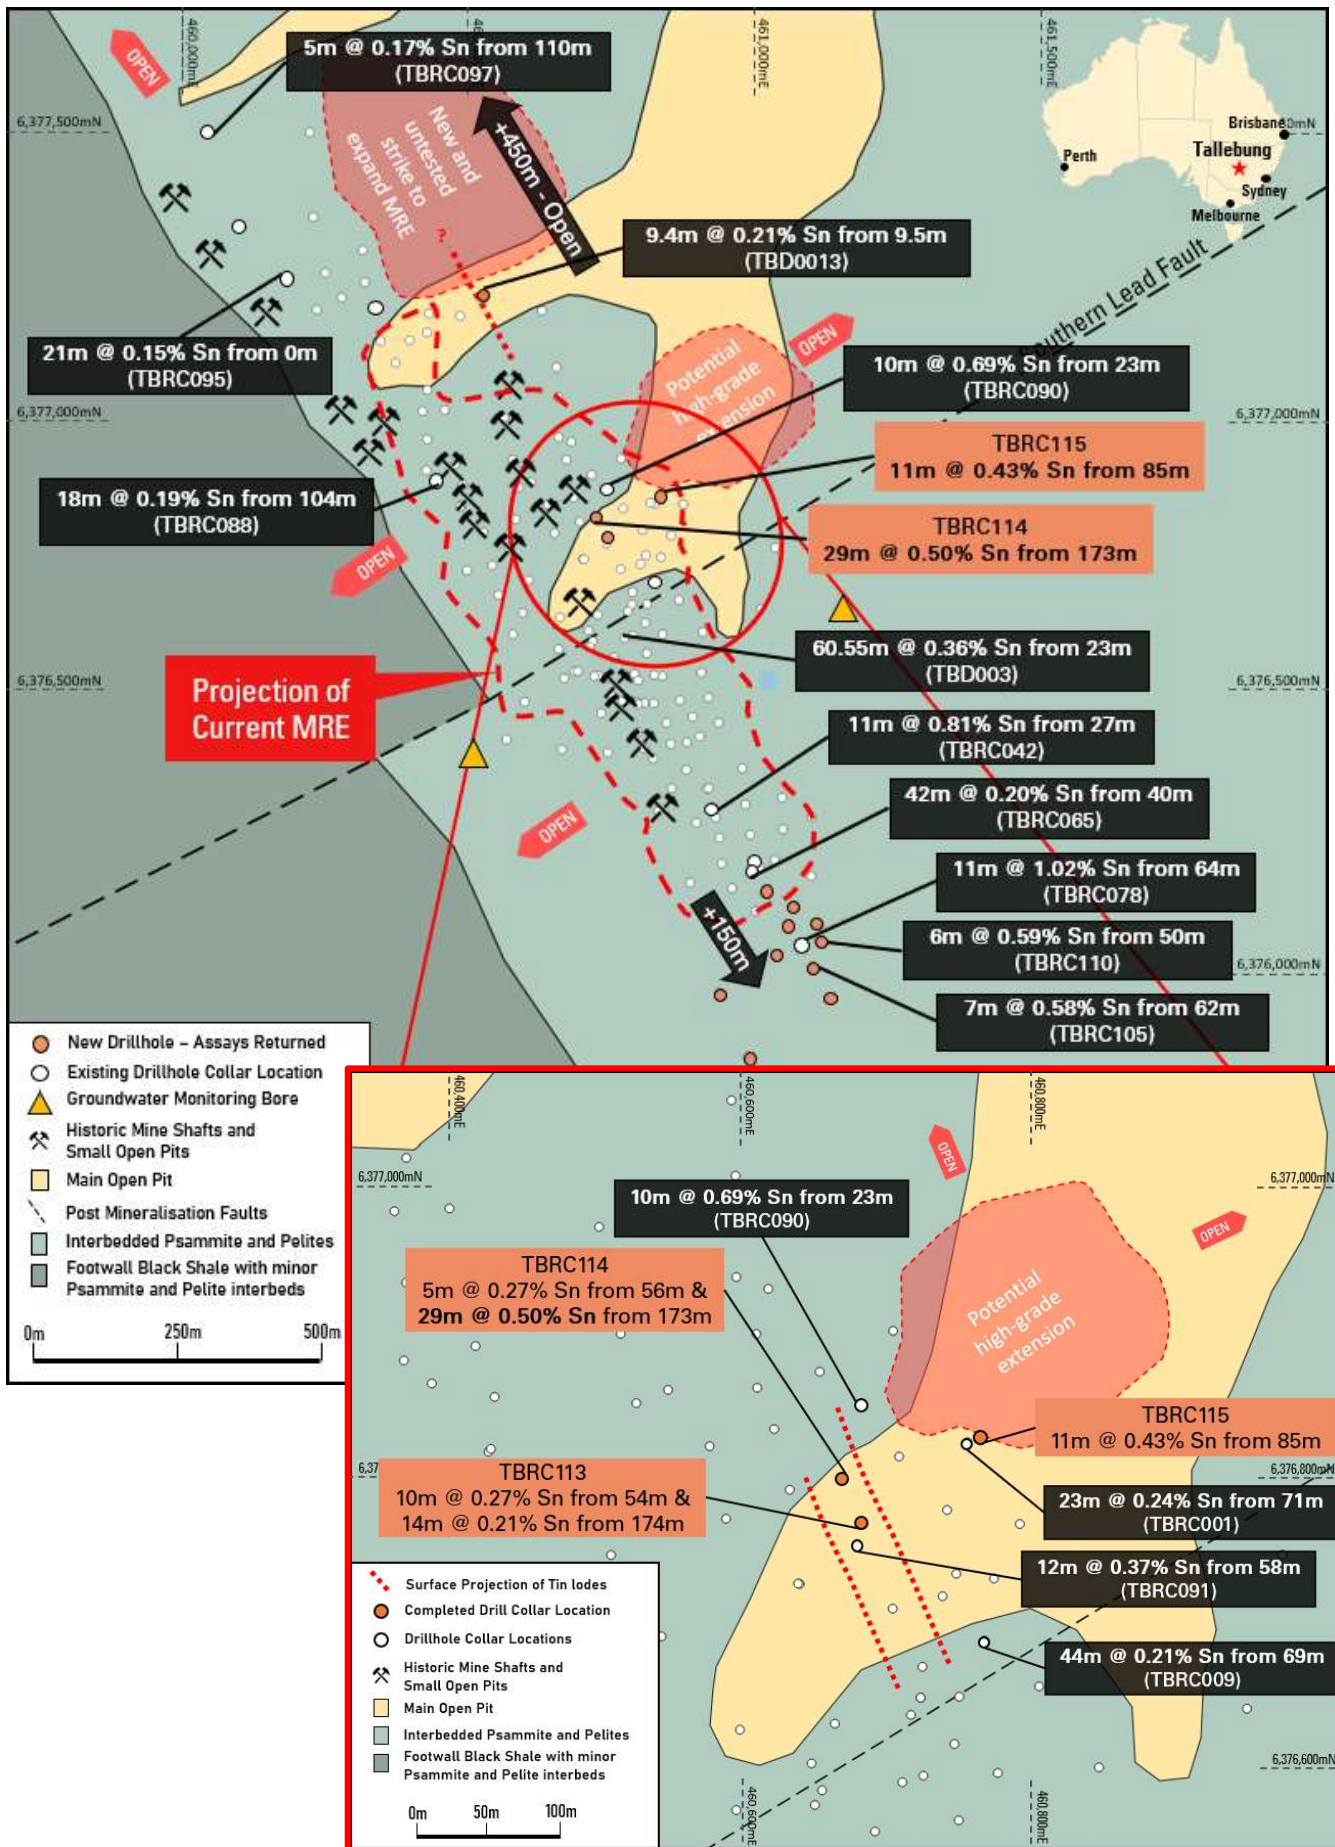 460,000mE
461,000mE
461,500mE
OPEN
5m @ 0.17% Sn from 110m
(TBRC097)
6,377,500mN
New and
untested
strike to
expand MRE
?
+450m - Open
Brisbane
Perth
Tallebung
Sydney
Melbourne
9.4m @ 0.21% Sn from 9.5m
(TBD0013)
Southern Lead Fault
21m @ 0.15% Sn from 0m
(TBRC095)
Potential
high-grade
extension
OPEN
10m @ 0.69% Sn from 23m
(TBRC090)
6,377,000mN
6,377,000mN
TBRC115
11m @ 0.43% Sn from 85m
18m @ 0.19% Sn from 104m
(TBRC088)
TBRC114
29m @ 0.50% Sn from 173m
OPEN
60.55m @ 0.36% Sn from 23m
(TBD003)
6,376,500mN
6,376,500mN
Projection of
Current MRE
11m @ 0.81% Sn from 27m
(TBRC042)
42m @ 0.20% Sn from 40m
(TBRC065)
OPEN
11m @ 1.02% Sn from 64m
(TBRC078)
+150m
6m @ 0.59% Sn from 50m
(TBRC110)
6,376,000mN
7m @ 0.58% Sn from 62m
(TBRC105)
New Drillhole – Assays Returned
Existing Drillhole Collar Location
Groundwater Monitoring Bore
Historic Mine Shafts and
Small Open Pits
Main Open Pit
Post Mineralisation Faults
Interbedded Psammite and Pelites
Footwall Black Shale with minor
Psammite and Pelite interbeds
0m 250m 500m
460,400mE
460,600mE
460,800mE
OPEN
6,377,000mN
6,377,000mN
10m @ 0.69% Sn from 23m
(TBRC090)
OPEN
TBRC114
5m @ 0.27% Sn from 56m &
29m @ 0.50% Sn from 173m
Potential
high-grade
extension
TBRC115
11m @ 0.43% Sn from 85m
6,376,800mN
TBRC113
10m @ 0.27% Sn from 54m &
14m @ 0.21% Sn from 174m
23m @ 0.24% Sn from 71m
(TBRC001)
12m @ 0.37% Sn from 58m
(TBRC091)
44m @ 0.21% Sn from 69m
(TBRC009)
Surface Projection of Tin lodes
Completed Drill Collar Location
Drillhole Collar Locations
Historic Mine Shafts and
Small Open Pits
Main Open Pit
Interbedded Psammite and Pelites
Footwall Black Shale with minor
Psammite and Pelite interbeds
0m 50m 100m
6,376,600mN
460,600mE
460,800mE